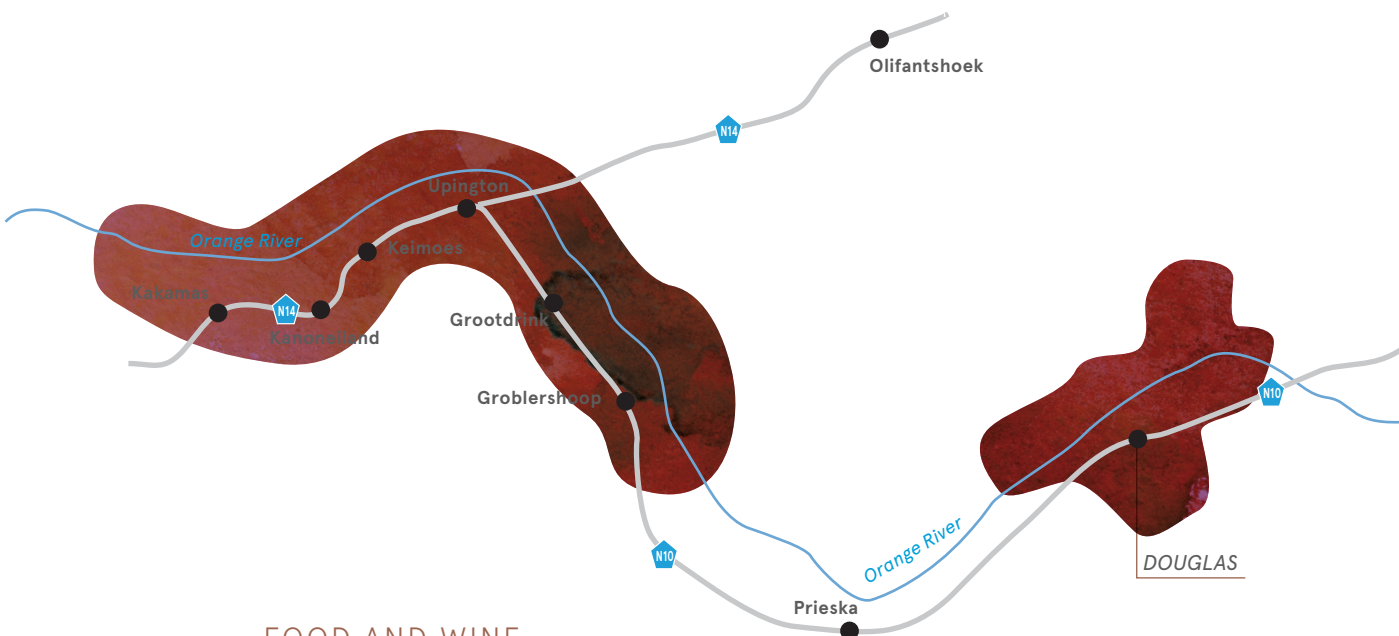 Olifantshoek
N14
Upington
Orange River
Keimoes
Kakamas
N14
Kanoneiland
Grootdrink
Groblershoop
N10
N10
Orange River
DOUGLAS
Prieska
FOOD AND WINE